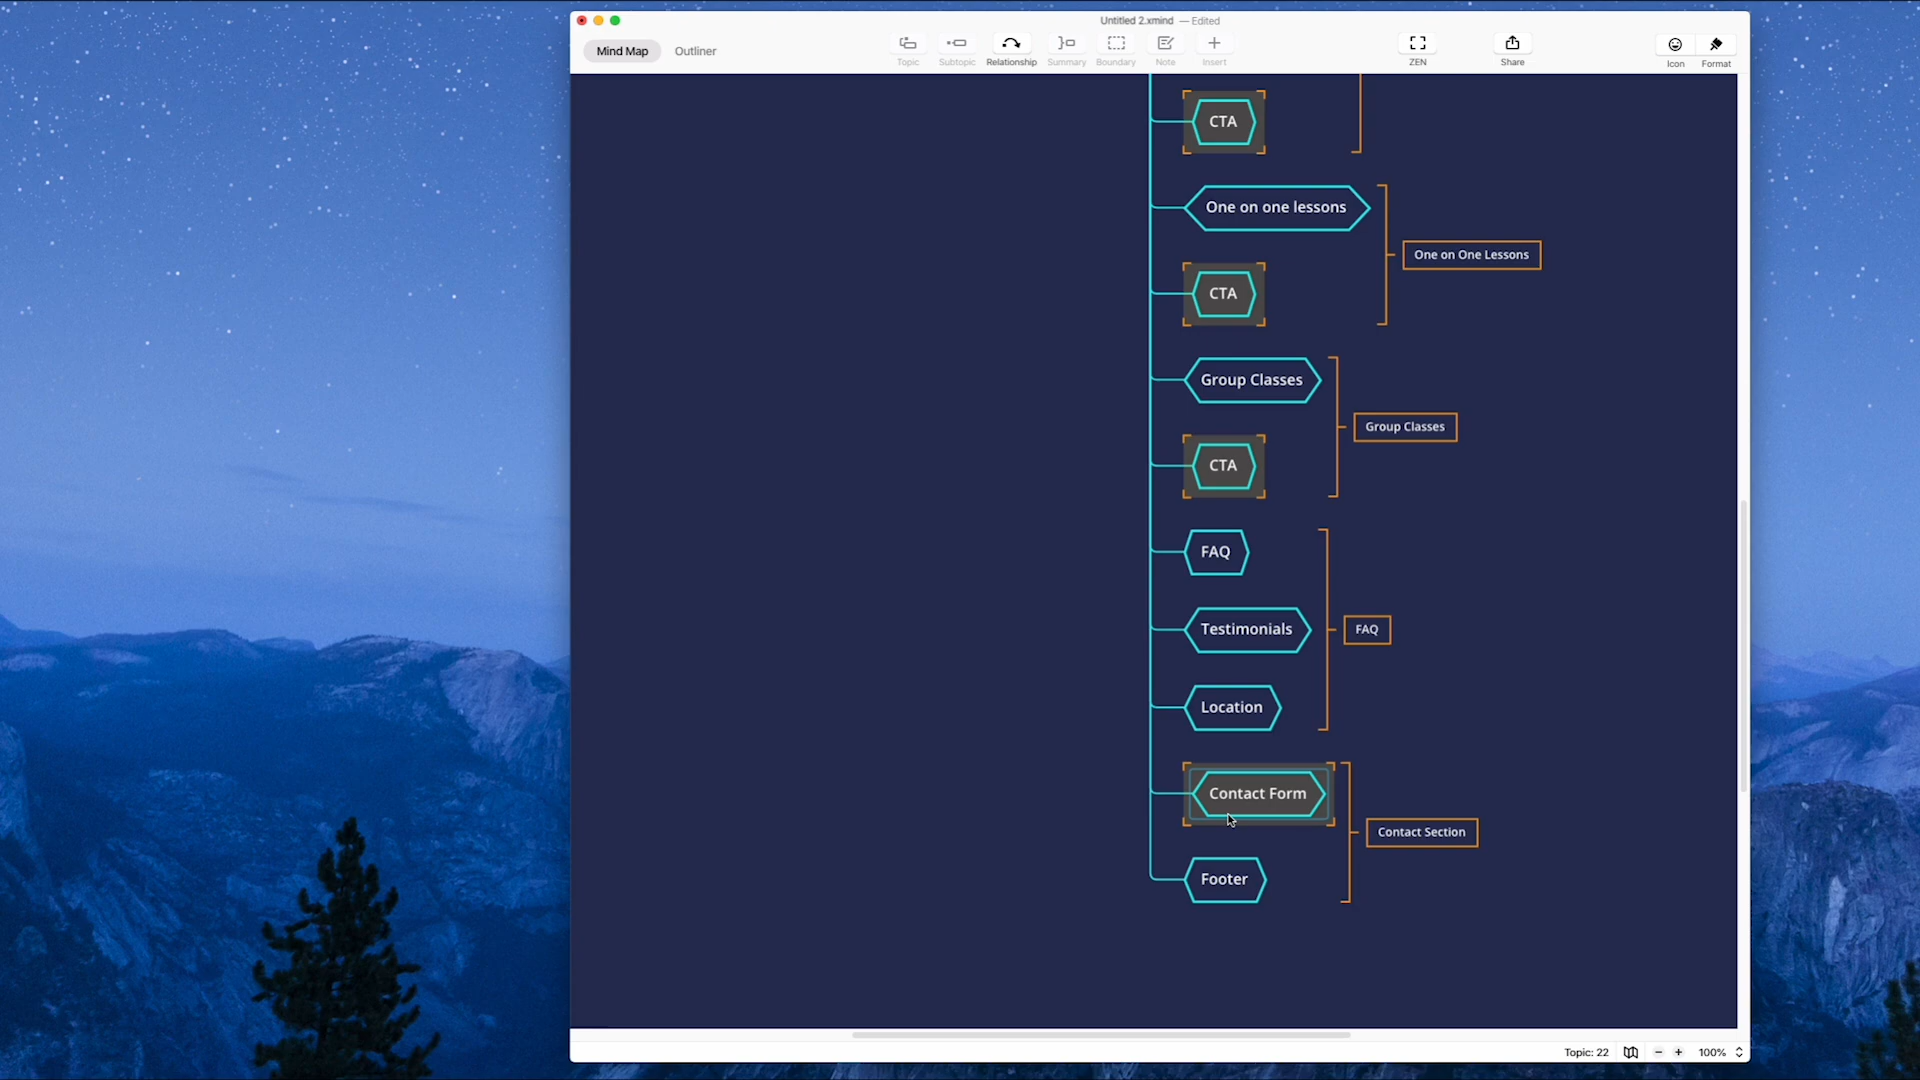 Untitled 2.xmind — Edited
Mind Map
Outliner
Topic
Subtopic
Relationship
Summary
Boundary
Note
Insert
ZEN
Share
Icon
Format
CTA
One on one lessons
One on One Lessons
CTA
Group Classes
Group Classes
CTA
FAQ
Testimonials
FAQ
Location
Contact Form
Contact Section
Footer
Topic: 22
100%